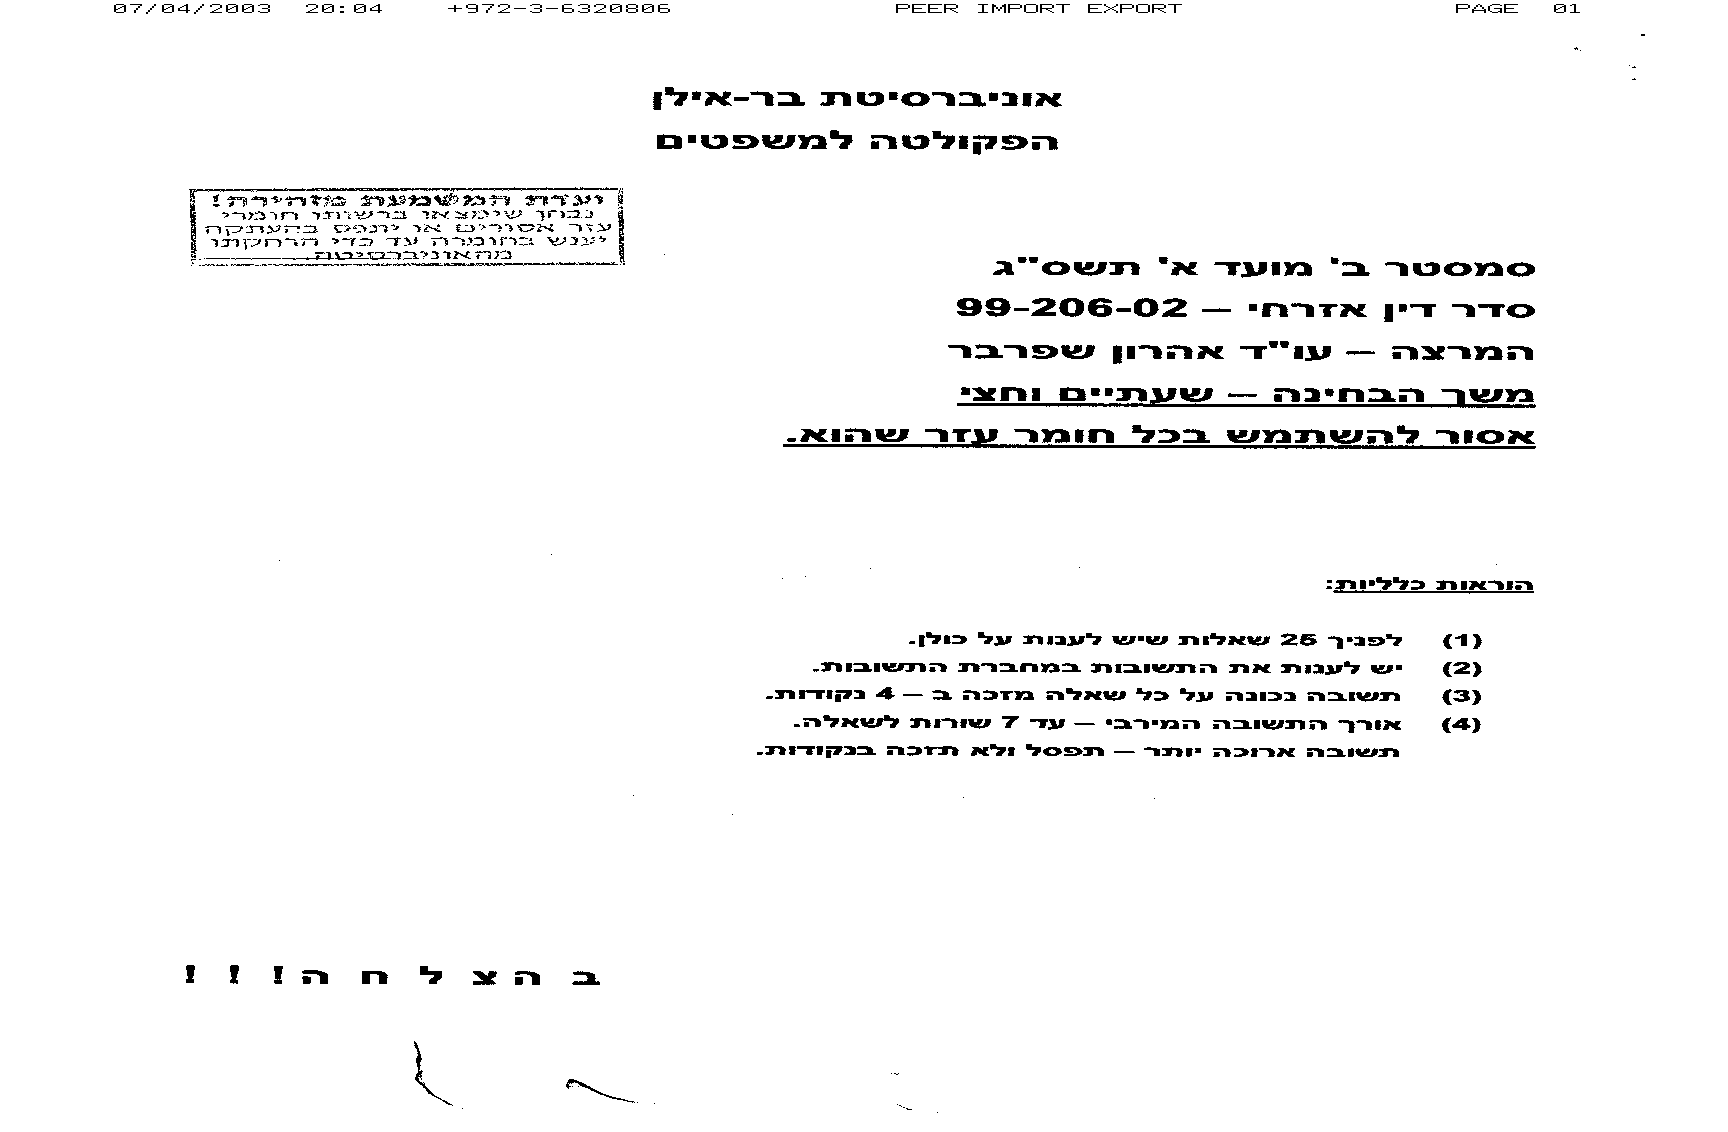 07/04/2003 20:04 +972-3-6320806 PEER IMPORT EXPORT PAGE 01
אוניברסיטת בר-אילן
הפקולטה למשפטים
ועדת המשמעת מזהירה!
נבחן שימצאו ברשותו חומרי
עזר אסורים או יתפס בהעתקה
יענש בחומרה עד כדי הרחקתו
מהאוניברסיטה.
סמסטר ב' מועד א' תשס"ג
סדר דין אזרחי – 99-206-02
המרצה – עו"ד אהרון שפרבר
משך הבחינה – שעתיים וחצי
אסור להשתמש בכל חומר עזר שהוא.
הוראות כלליות:
(1) לפניך 25 שאלות שיש לענות על כולן.
(2) יש לענות את התשובות במחברת התשובות.
(3) תשובה נכונה על כל שאלה מזכה ב – 4 נקודות.
(4) אורך התשובה המירבי – עד 7 שורות לשאלה.
תשובה ארוכה יותר – תפסל ולא תזכה בנקודות.
ב ה צ ל ח ה ! ! !